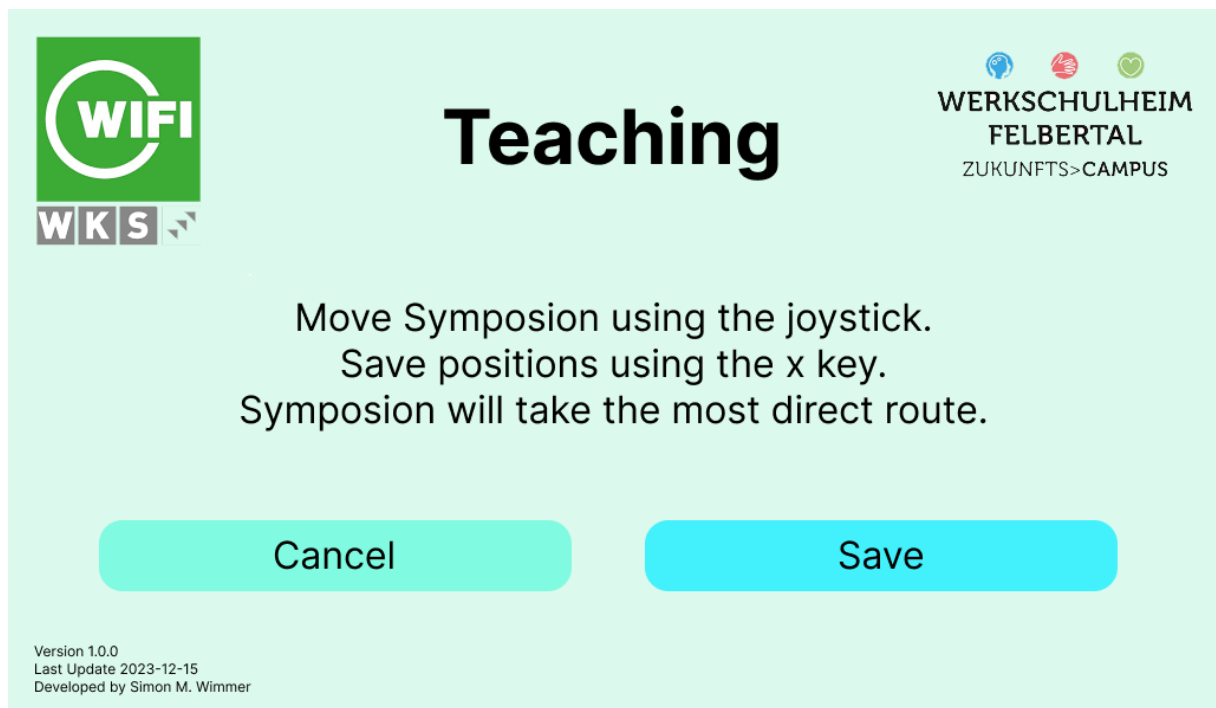 WIFI
WKS
Teaching
WERKSCHULHEIM
FELBERTAL
ZUKUNFTS>CAMPUS
Move Symposion using the joystick.
Save positions using the x key.
Symposion will take the most direct route.
Cancel
Save
Version 1.0.0
Last Update 2023-12-15
Developed by Simon M. Wimmer